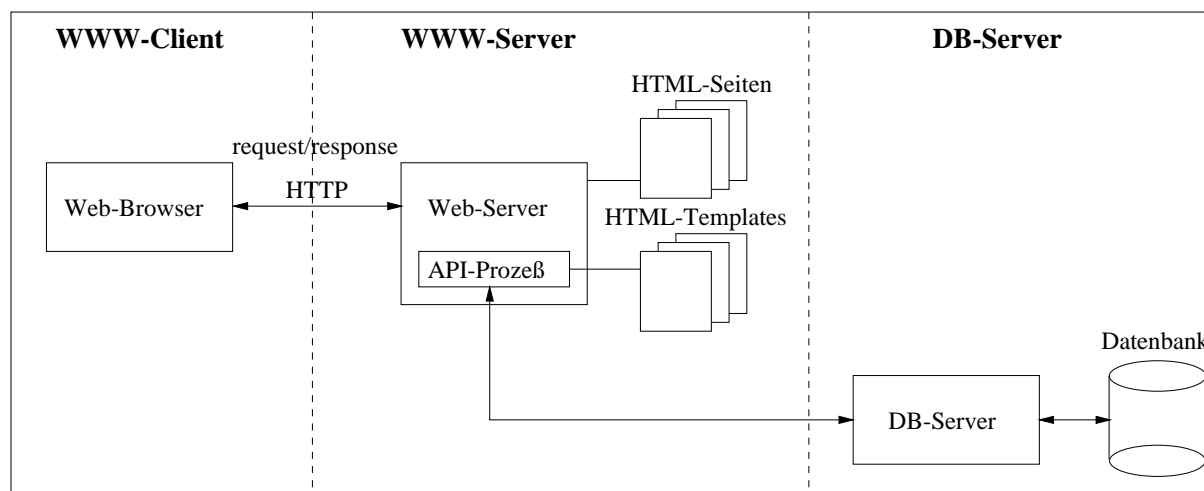 WWW-Client
WWW-Server
DB-Server
HTML-Seiten
request/response
HTTP
Web-Browser
Web-Server
HTML-Templates
API-Prozeß
Datenbank
DB-Server